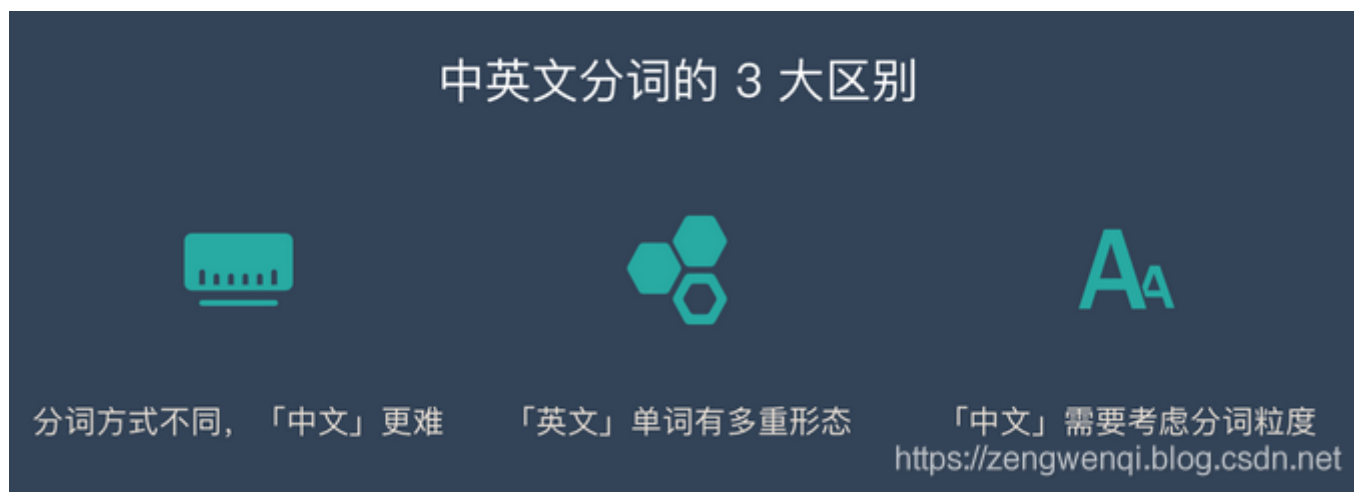 中英文分词的 3 大区别
分词方式不同，「中文」更难
「英文」单词有多重形态
「中文」需要考虑分词粒度
https://zengwenqi.blog.csdn.net